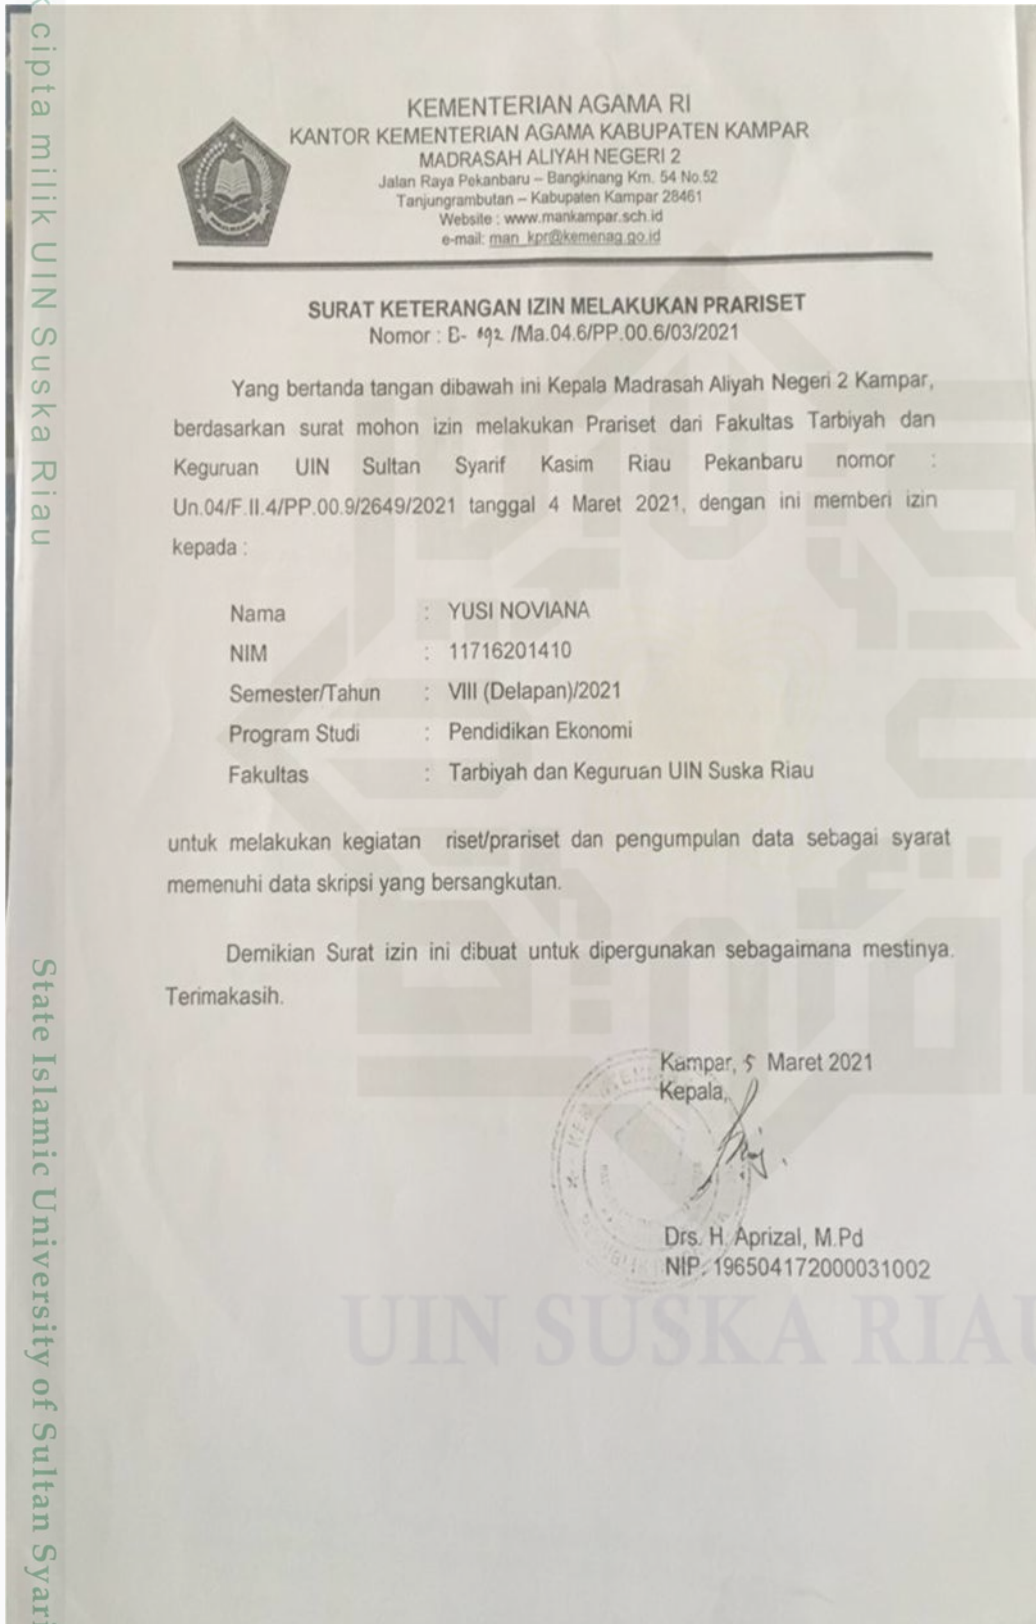 cipta milik UIN Suska Riau
State Islamic University of Sultan
KEMENTERIAN AGAMA RI
KANTOR KEMENTERIAN AGAMA KABUPATEN KAMPAR
MADRASAH ALIYAH NEGERI 2
Jalan Raya Pekanbaru – Bangkinang Km. 54 No.52
Tanjungrambutan – Kabupaten Kampar 28461
Website : www.mankampar.sch.id
e-mail: man_kpr@kemenag.go.id
SURAT KETERANGAN IZIN MELAKUKAN PRARISET
Nomor : B- 192 /Ma.04.6/PP.00.6/03/2021
Yang bertanda tangan dibawah ini Kepala Madrasah Aliyah Negeri 2 Kampar,
berdasarkan surat mohon izin melakukan Prariset dari Fakultas Tarbiyah dan
Keguruan UIN Sultan Syarif Kasim Riau Pekanbaru nomor :
Un.04/F.II.4/PP.00.9/2649/2021 tanggal 4 Maret 2021, dengan ini memberi izin
kepada :
Nama : YUSI NOVIANA
NIM : 11716201410
Semester/Tahun : VIII (Delapan)/2021
Program Studi : Pendidikan Ekonomi
Fakultas : Tarbiyah dan Keguruan UIN Suska Riau
untuk melakukan kegiatan riset/prariset dan pengumpulan data sebagai syarat
memenuhi data skripsi yang bersangkutan.
Demikian Surat izin ini dibuat untuk dipergunakan sebagaimana mestinya.
Terimakasih.
Kampar, 5 Maret 2021
Kepala,
Drs. H. Aprizal, M.Pd
NIP. 196504172000031002
UIN SUSKA RIAU